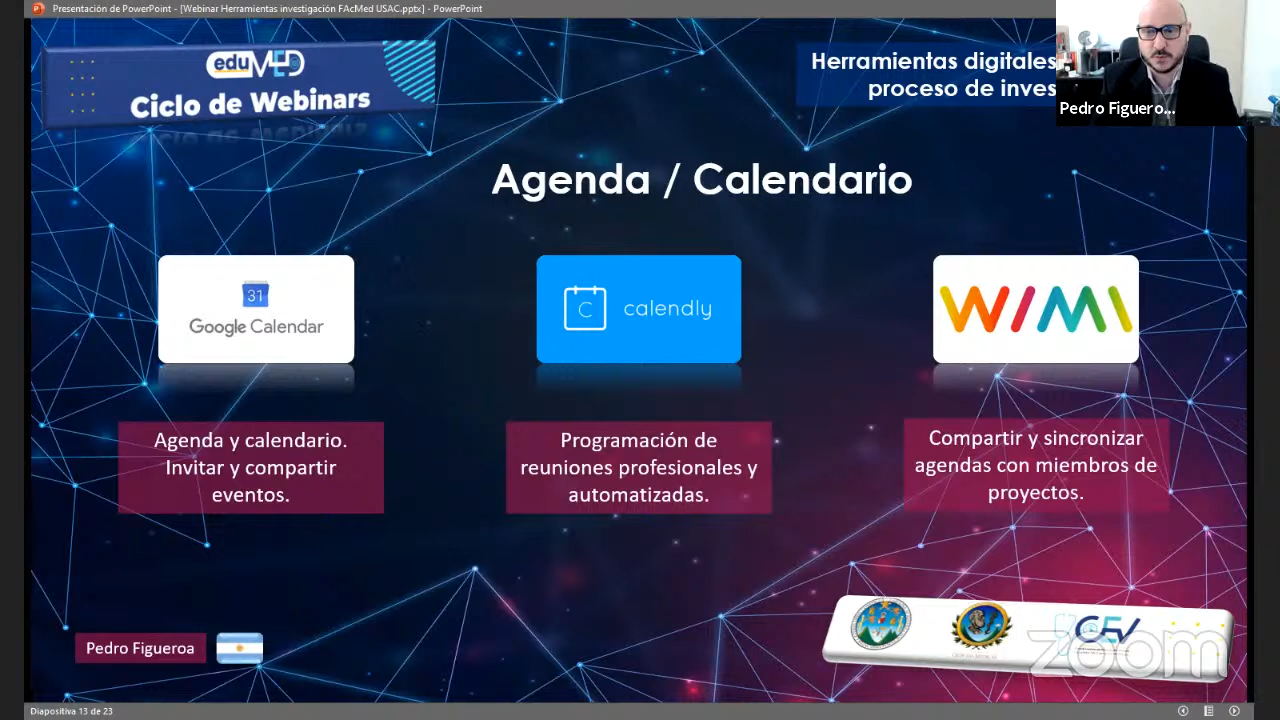 Presentación de PowerPoint - [Webinar Herramientas investigación FAcMed USAC.pptx] - PowerPoint
eduMED
Ciclo de Webinars
Herramientas digitales
proceso de inves
Pedro Figuero...
Agenda / Calendario
31
Google Calendar
C calendly
WIMI
Agenda y calendario.
Invitar y compartir
eventos.
Programación de
reuniones profesionales y
automatizadas.
Compartir y sincronizar
agendas con miembros de
proyectos.
Pedro Figueroa
CEV
zoom
Diapositiva 13 de 23